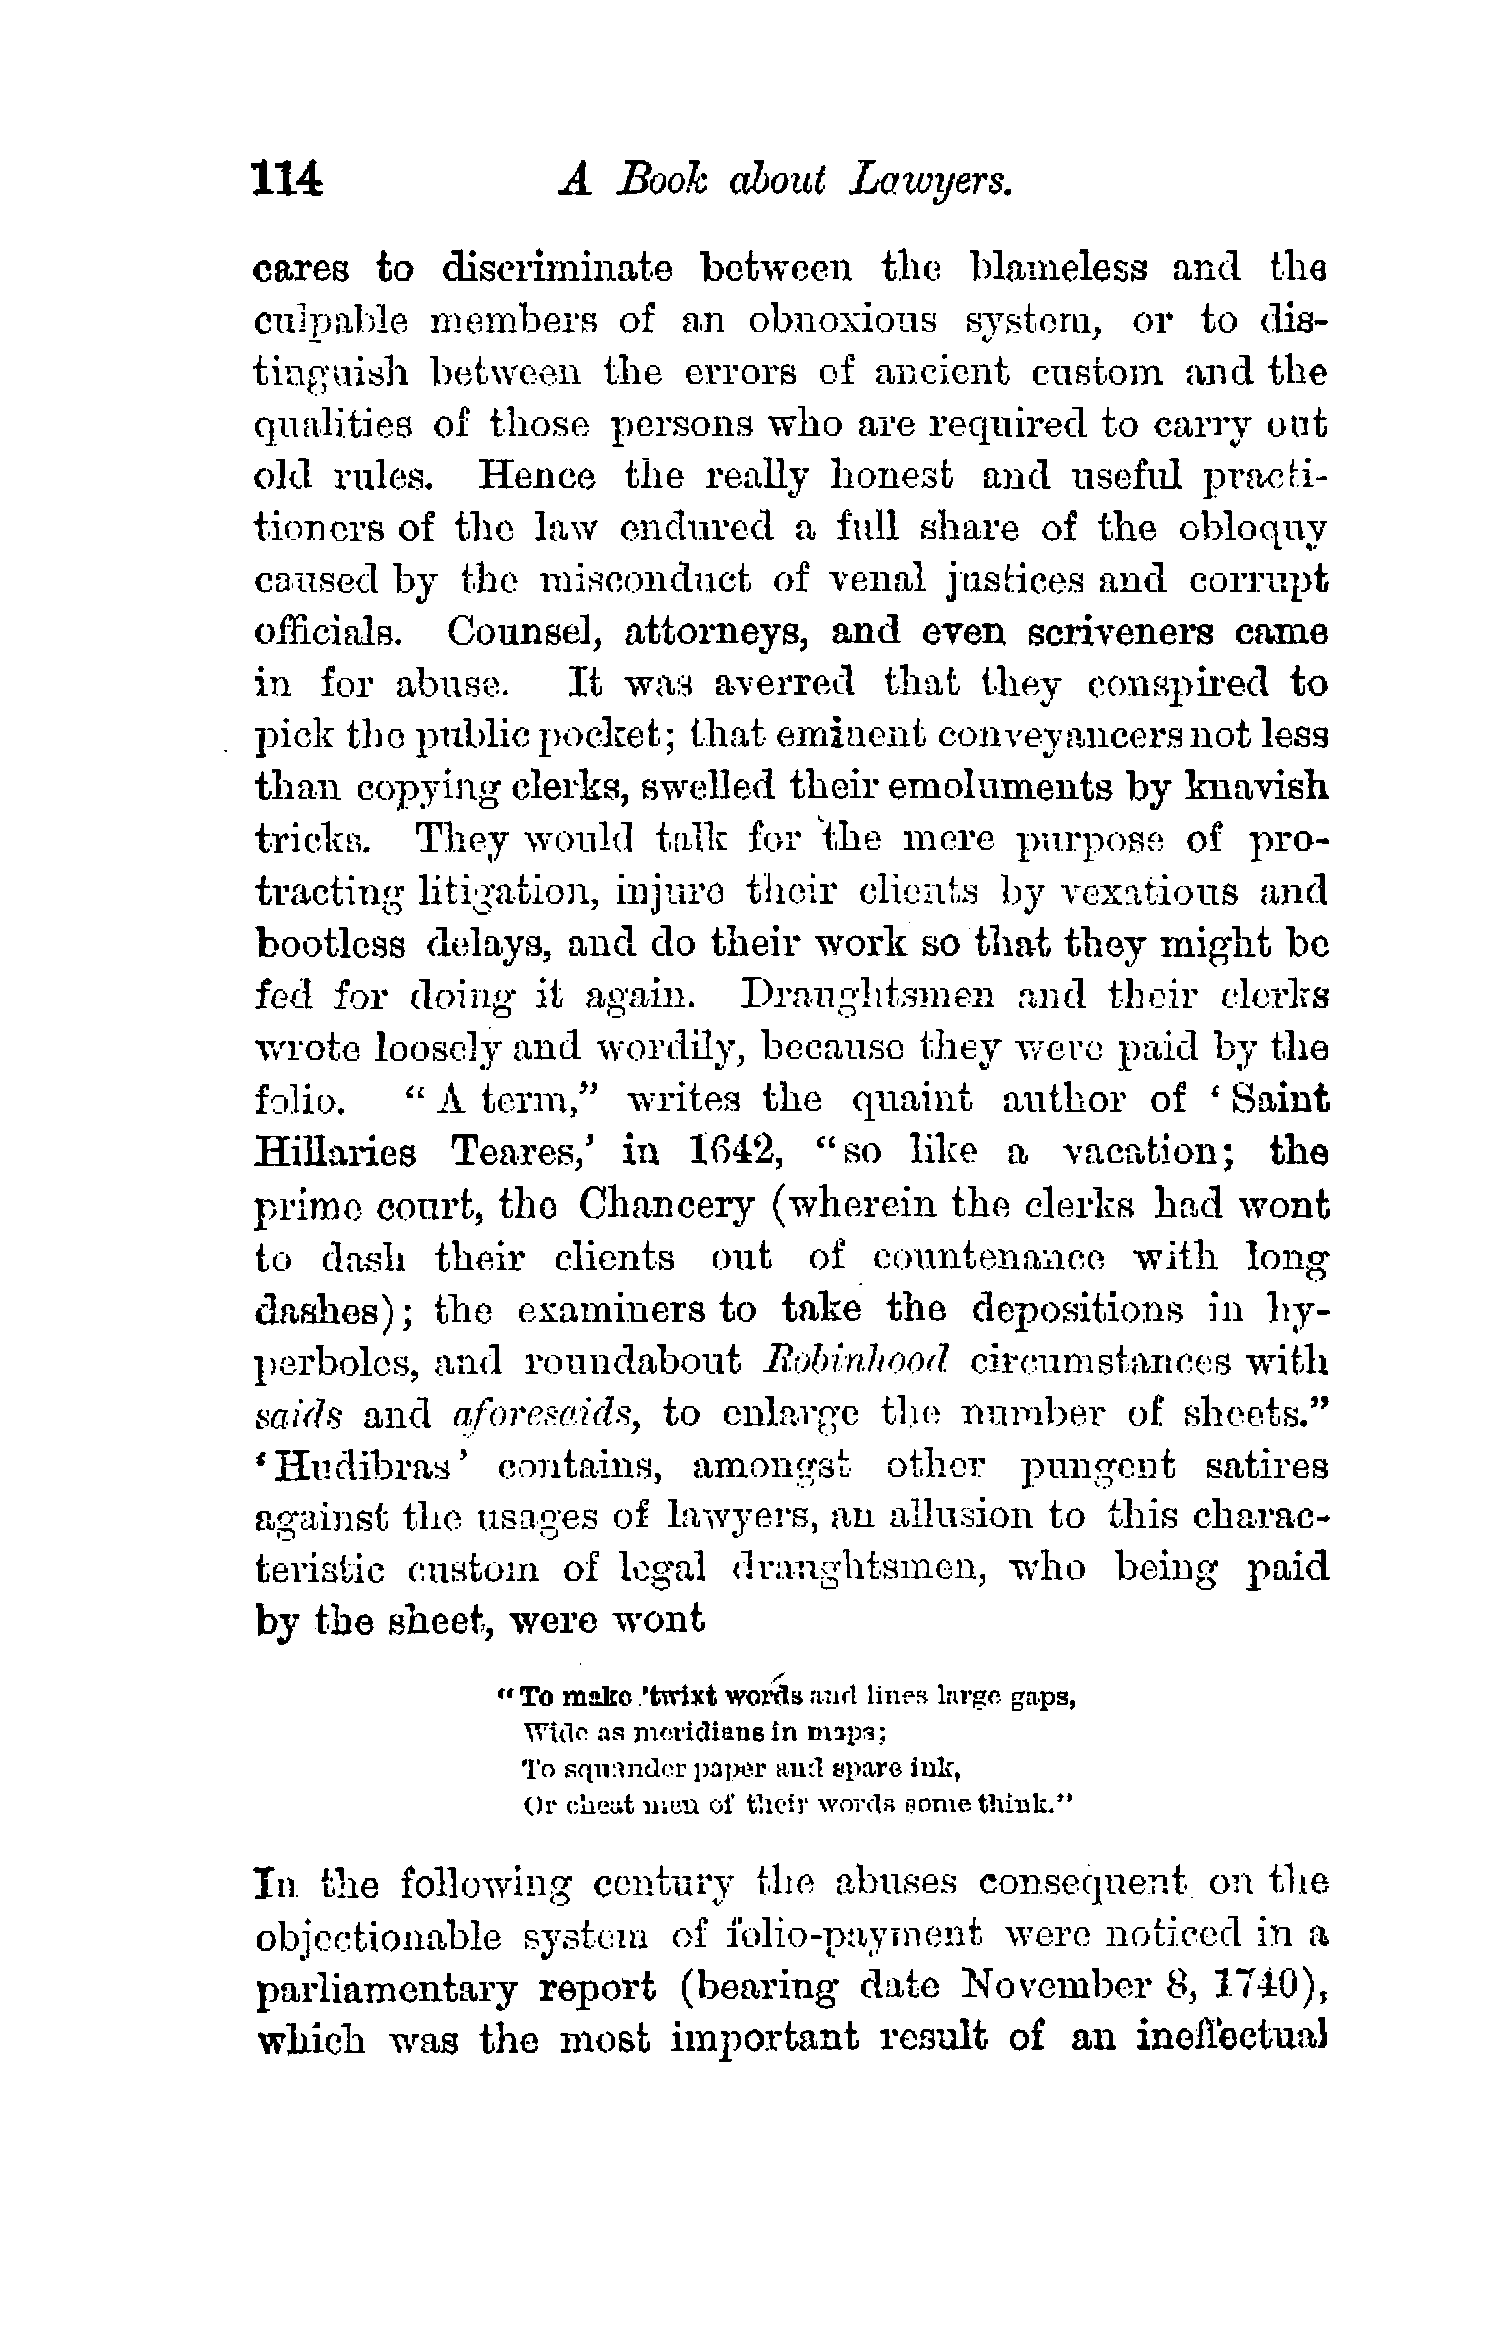 114 A Book about Lawyers.
cares to discriminate between the blameless and the
culpable members of an obnoxious system, or to dis-
tinguish between the errors of ancient custom and the
qualities of those persons who are required to carry out
old rules. Hence the really honest and useful practi-
tioners of the law endured a full share of the obloquy
caused by the misconduct of venal justices and corrupt
officials. Counsel, attorneys, and even scriveners came
in for abuse. It was averred that they conspired to
pick the public pocket; that eminent conveyancers not less
than copying clerks, swelled their emoluments by knavish
tricks. They would talk for the mere purpose of pro-
tracting litigation, injure their clients by vexatious and
bootless delays, and do their work so that they might be
fed for doing it again. Draughtsmen and their clerks
wrote loosely and wordily, because they were paid by the
folio. “A term,” writes the quaint author of ‘Saint
Hillaries Teares,’ in 1642, “so like a vacation; the
prime court, the Chancery (wherein the clerks had wont
to dash their clients out of countenance with long
dashes); the examiners to take the depositions in hy-
perboles, and roundabout Robinhood circumstances with
saids and aforesaids, to enlarge the number of sheets.”
‘Hudibras’ contains, amongst other pungent satires
against the usages of lawyers, an allusion to this charac-
teristic custom of legal draughtsmen, who being paid
by the sheet, were wont
“To make ’twixt words and lines large gaps,
Wide as meridians in maps;
To squander paper and spare ink,
Or cheat men of their words some think.”
In the following century the abuses consequent on the
objectionable system of folio-payment were noticed in a
parliamentary report (bearing date November 8, 1740),
which was the most important result of an ineffectual